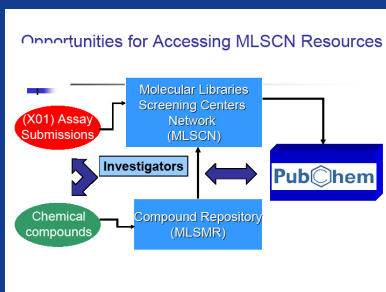 Opportunities for Accessing MLSCN Resources
Molecular Libraries
Screening Centers
Network
(MLSCN)
(X01) Assay
Submissions
Investigators
PubChem
Chemical
compounds
Compound Repository
(MLSMR)